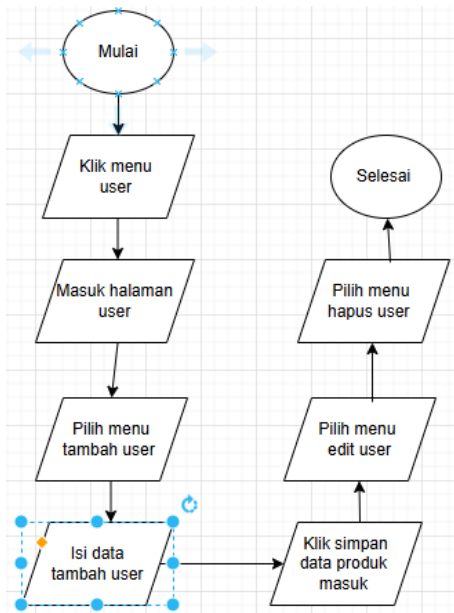 Mulai
Klik menu
user
Masuk halaman
user
Pilih menu
tambah user
Isi data
tambah user
Klik simpan
data produk
masuk
Pilih menu
edit user
Pilih menu
hapus user
Selesai